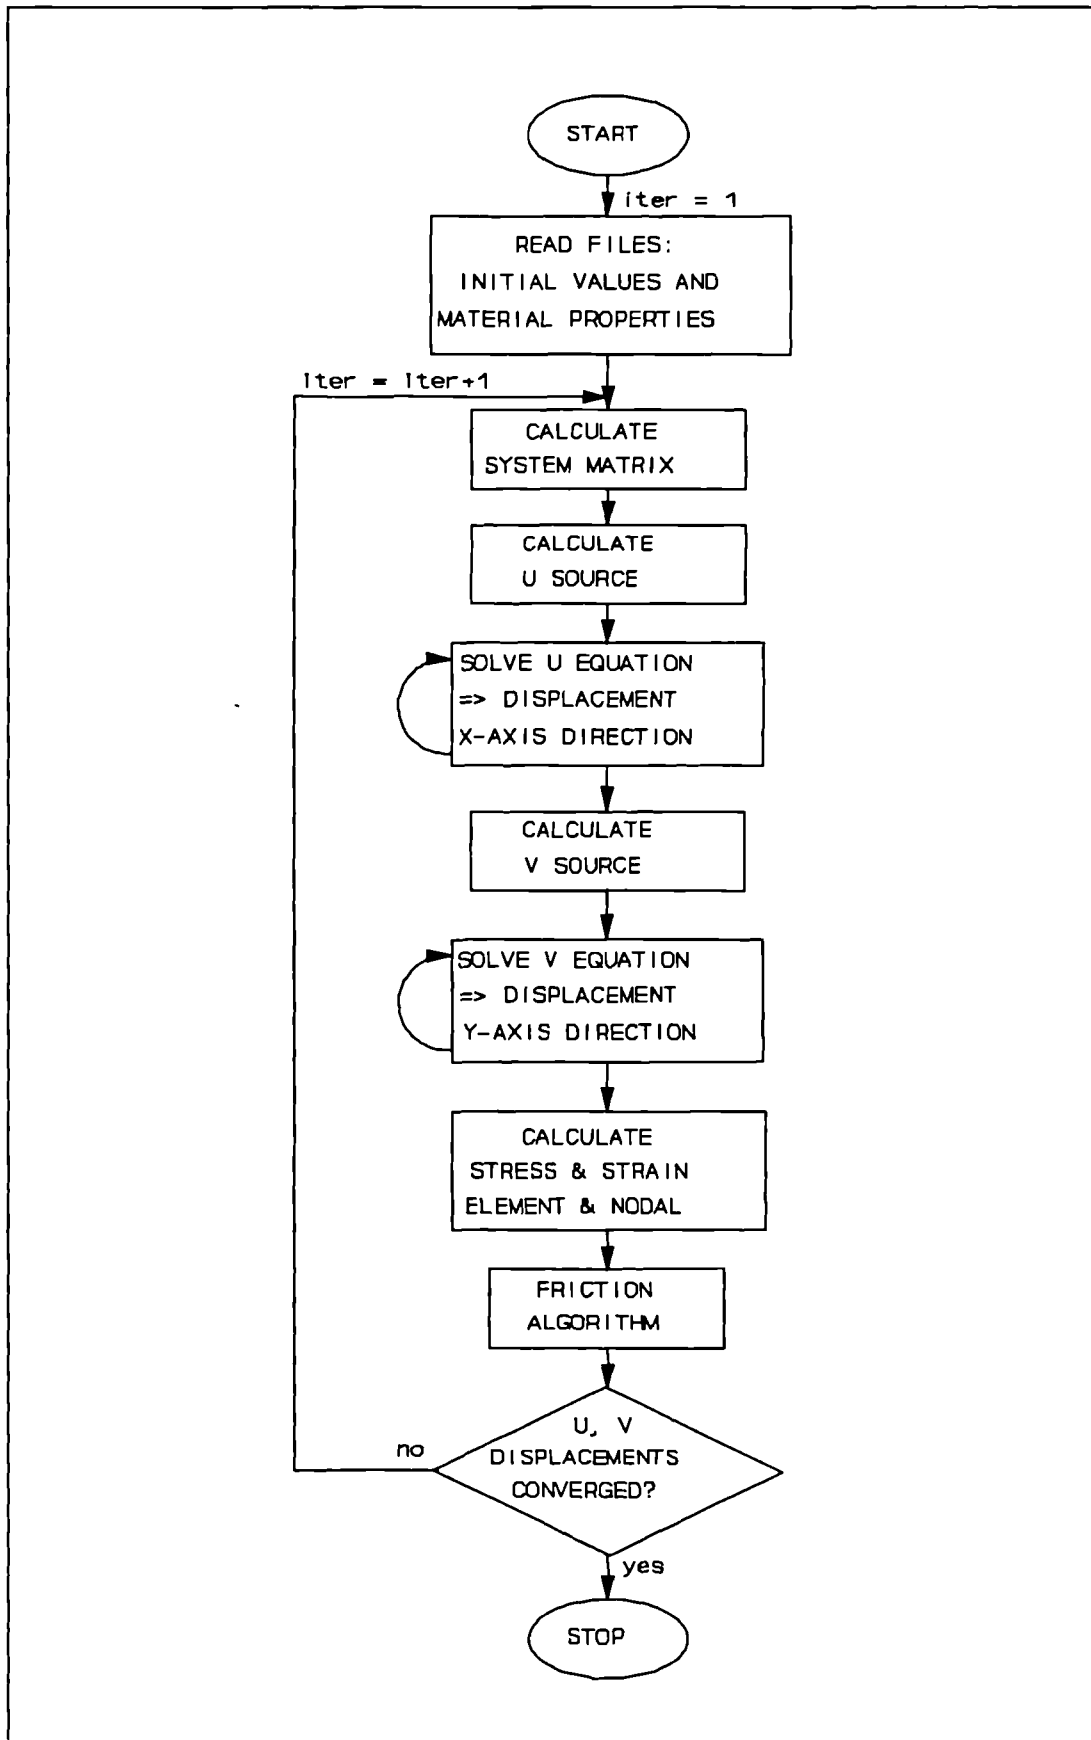 START
iter = 1
READ FILES:
INITIAL VALUES AND
MATERIAL PROPERTIES
iter = iter+1
CALCULATE
SYSTEM MATRIX
CALCULATE
U SOURCE
SOLVE U EQUATION
=> DISPLACEMENT
X-AXIS DIRECTION
CALCULATE
V SOURCE
SOLVE V EQUATION
=> DISPLACEMENT
Y-AXIS DIRECTION
CALCULATE
STRESS & STRAIN
ELEMENT & NODAL
FRICTION
ALGORITHM
U, V
no
DISPLACEMENTS
CONVERGED?
yes
STOP